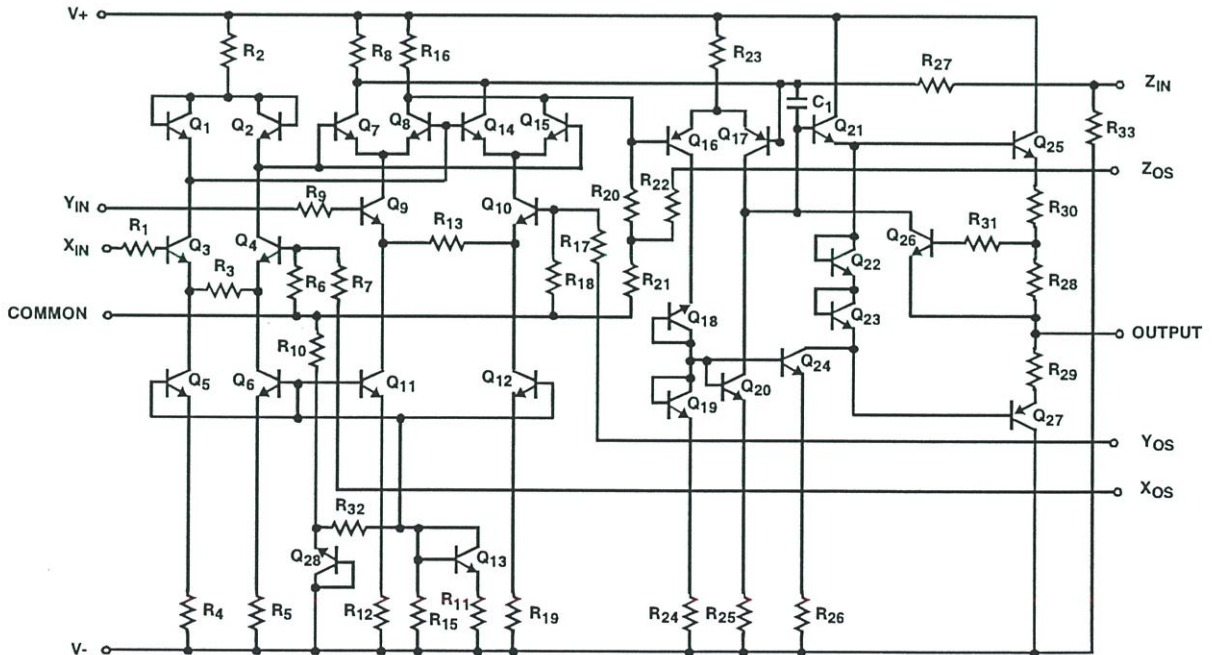 V+
R2
R8
R16
R23
R27
ZIN
C1
Q1
Q2
Q7
Q8
Q14
Q15
Q16
Q17
Q21
Q25
R33
ZOS
YIN
R9
Q9
Q10
R13
R17
R20
R22
R30
R31
Q26
R1
XIN
Q3
Q4
R3
R6
R7
R18
R21
Q22
R28
COMMON
Q18
Q23
OUTPUT
R10
Q5
Q6
Q11
Q12
Q19
Q20
Q24
R29
Q27
YOS
XOS
R32
Q28
Q13
R4
R5
R12
R15
R11
R19
R24
R25
R26
V-